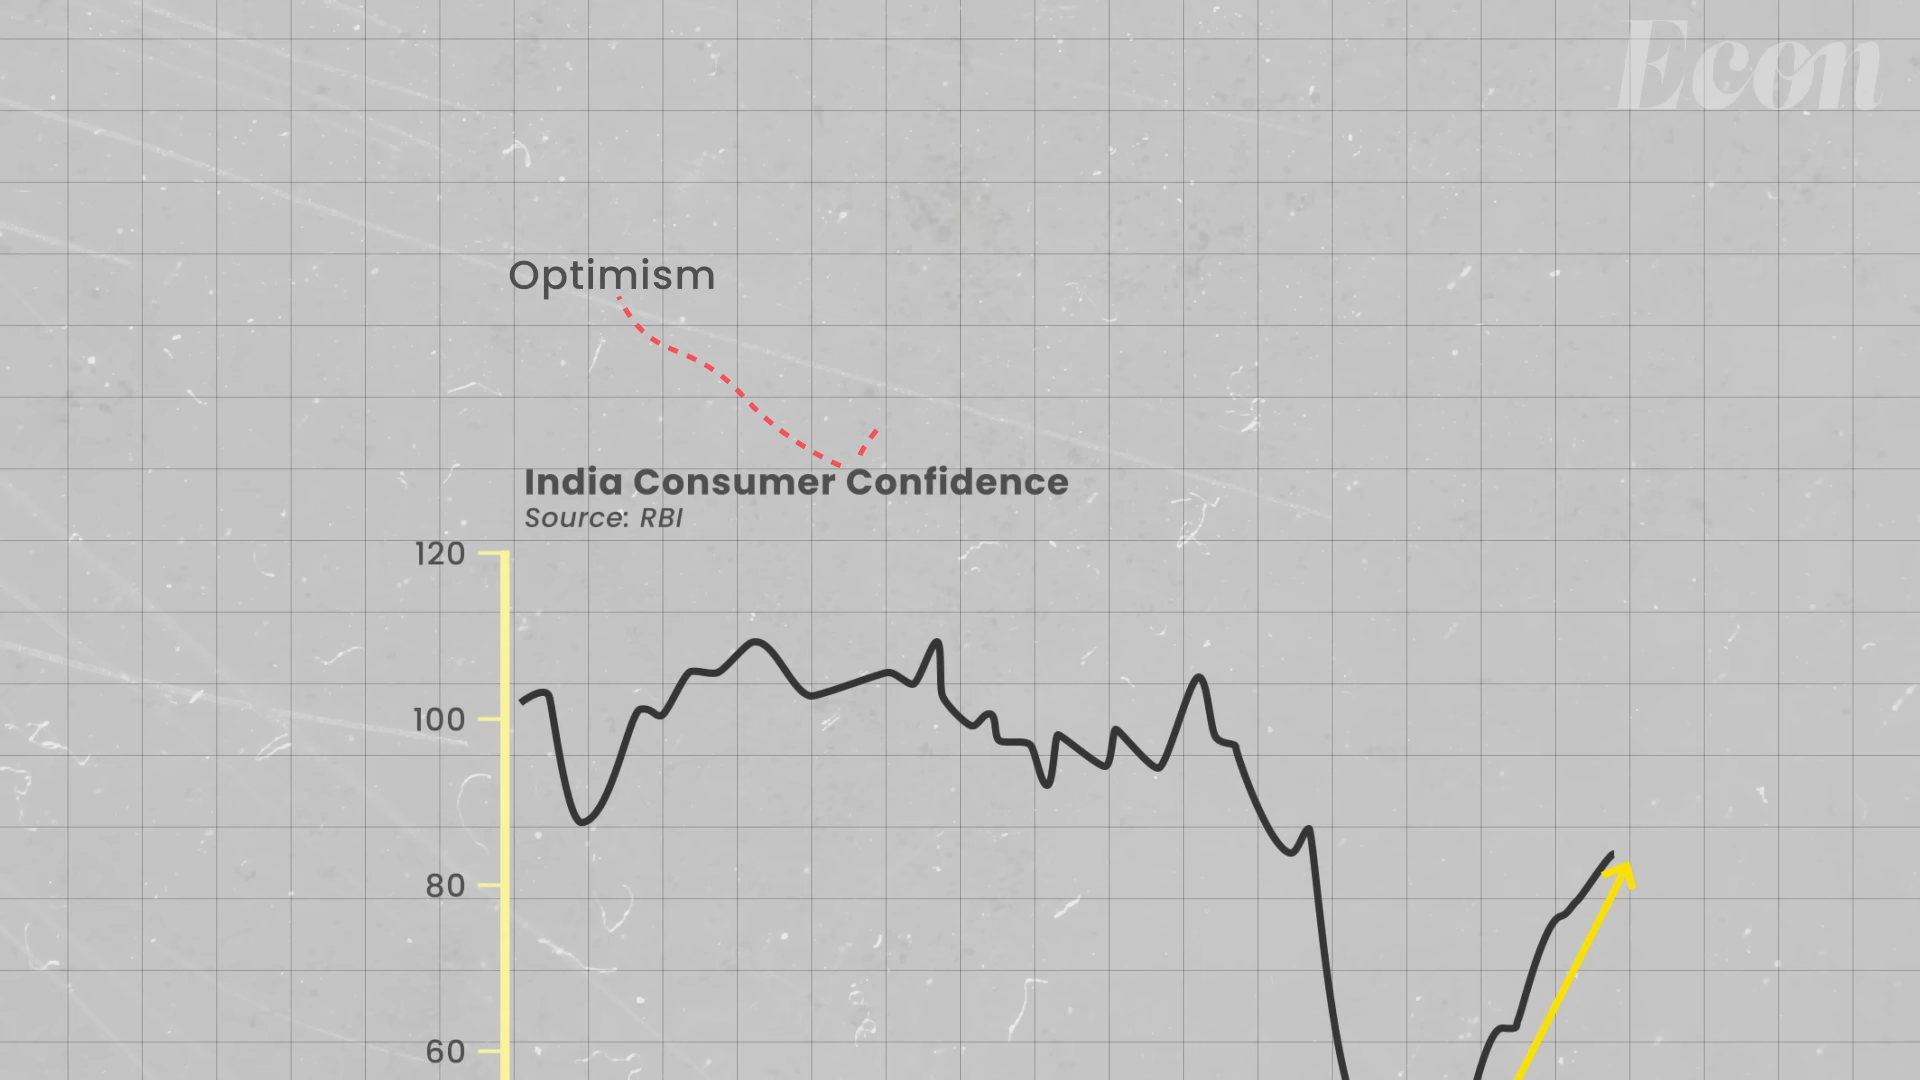 Econ
Optimism
India Consumer Confidence
Source: RBI
120
100
80
60